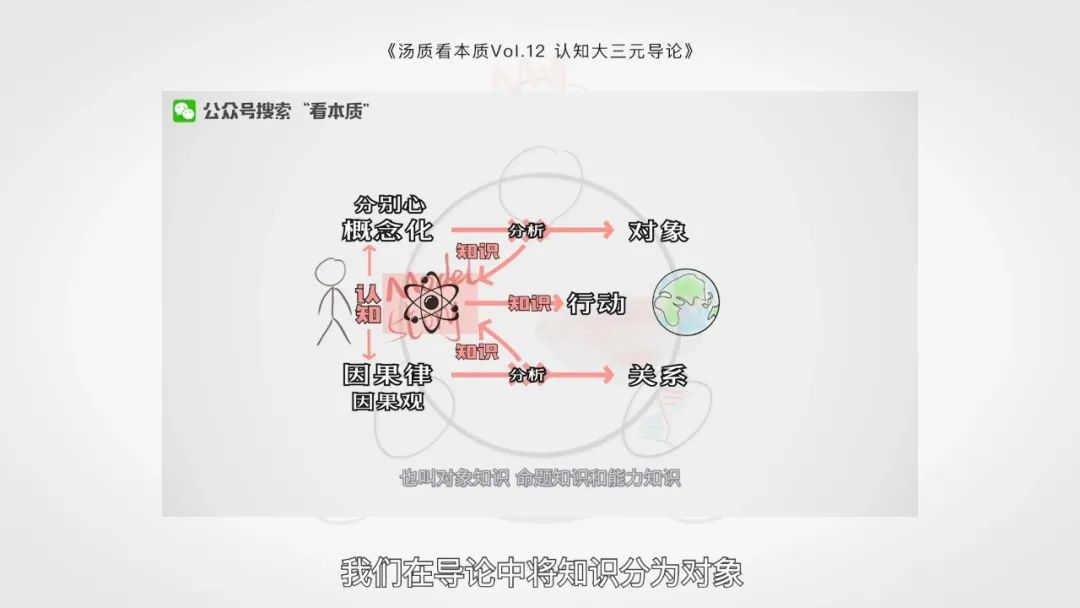 《汤质看本质Vol.12 认知大三元导论》
公众号搜索“看本质”
分别心
概念化
分析
对象
知识
认知
Model
知识
行动
知识
因果律
分析
关系
因果观
也叫对象知识 命题知识和能力知识
我们在导论中将知识分为对象